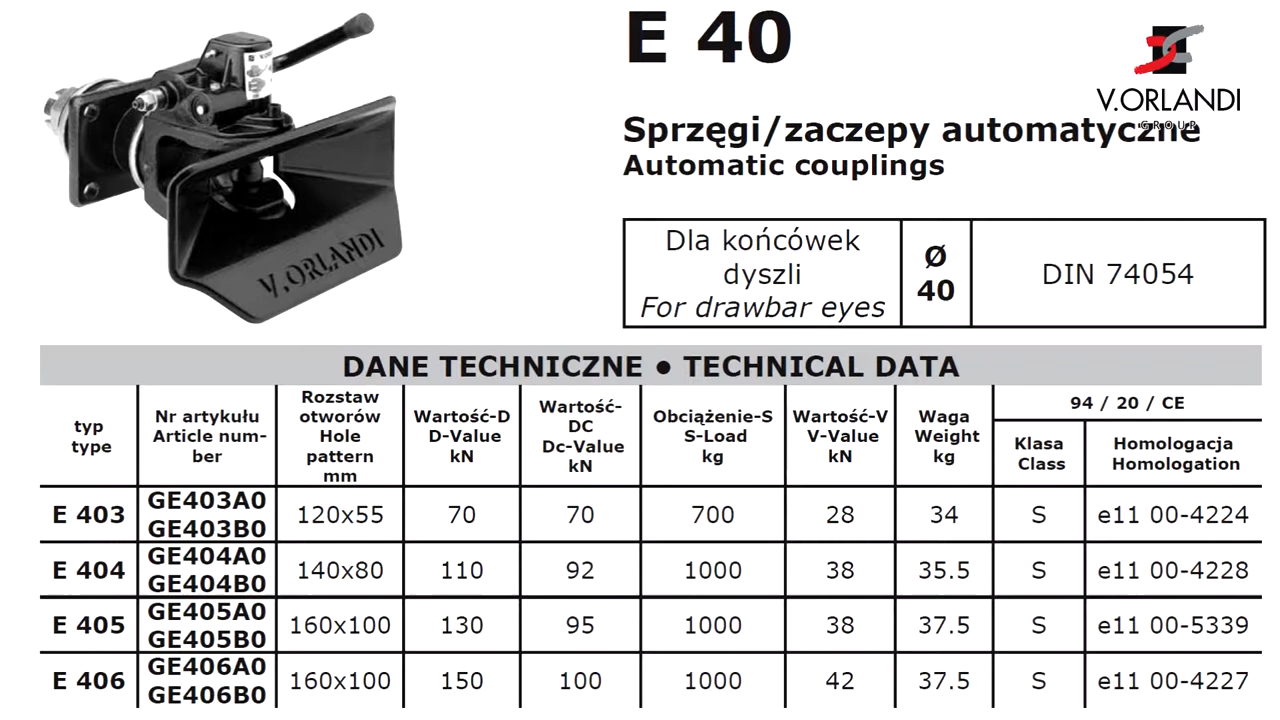 E 40
V.ORLANDI
GROUP
Sprzęgi/zaczepy automatyczne
Automatic couplings
V.ORLANDI
Dla końcówek
dyszli
For drawbar eyes
Ø
40
DIN 74054
DANE TECHNICZNE ● TECHNICAL DATA
typ
type
Nr artykułu
Article num-
ber
Rozstaw
otworów
Hole
pattern
mm
Wartość-D
D-Value
kN
Wartość-
DC
Dc-Value
kN
Obciążenie-S
S-Load
kg
Wartość-V
V-Value
kN
Waga
Weight
kg
94 / 20 / CE
Klasa
Class
Homologacja
Homologation
E 403 GE403A0 GE403B0 120x55 70 70 700 28 34 S e11 00-4224
E 404 GE404A0 GE404B0 140x80 110 92 1000 38 35.5 S e11 00-4228
E 405 GE405A0 GE405B0 160x100 130 95 1000 38 37.5 S e11 00-5339
E 406 GE406A0 GE406B0 160x100 150 100 1000 42 37.5 S e11 00-4227